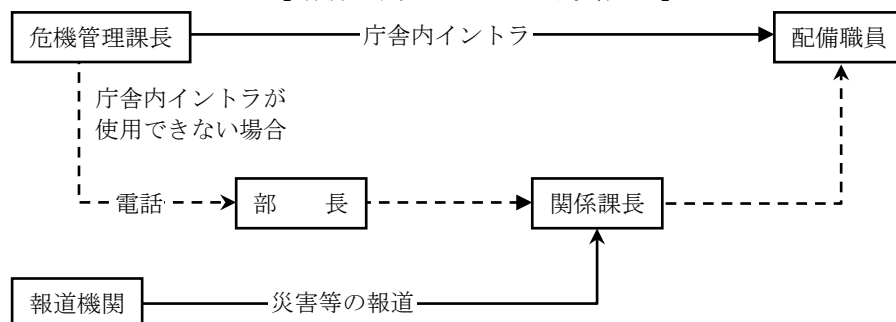 危機管理課長
庁舎内イントラ
配備職員
庁舎内イントラが
使用できない場合
電話
部　　長
関係課長
報道機関
災害等の報道